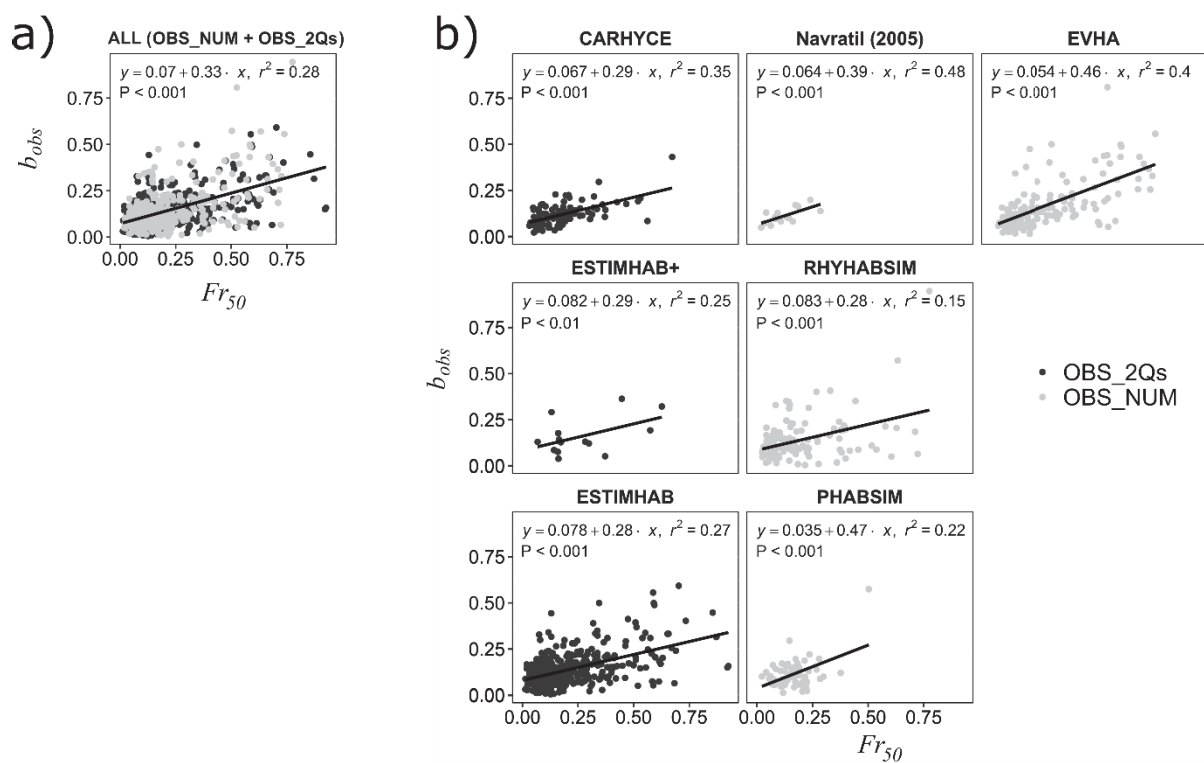 a)
ALL (OBS_NUM + OBS_2Qs)
y = 0.07 + 0.33 · x, r² = 0.28
P < 0.001
0.75
0.50
0.25
0.00
b_obs
0.00 0.25 0.50 0.75
Fr_50
b)
CARHYCE
y = 0.067 + 0.29 · x, r² = 0.35
P < 0.001
Navratil (2005)
y = 0.064 + 0.39 · x, r² = 0.48
P < 0.001
EVHA
y = 0.054 + 0.46 · x, r² = 0.4
P < 0.001
0.75
0.50
0.25
0.00
ESTIMHAB+
y = 0.082 + 0.29 · x, r² = 0.25
P < 0.01
RHYHABSIM
y = 0.083 + 0.28 · x, r² = 0.15
P < 0.001
0.75
0.50
0.25
0.00
b_obs
OBS_2Qs
OBS_NUM
ESTIMHAB
y = 0.078 + 0.28 · x, r² = 0.27
P < 0.001
PHABSIM
y = 0.035 + 0.47 · x, r² = 0.22
P < 0.001
0.75
0.50
0.25
0.00
0.00 0.25 0.50 0.75
0.00 0.25 0.50 0.75
Fr_50